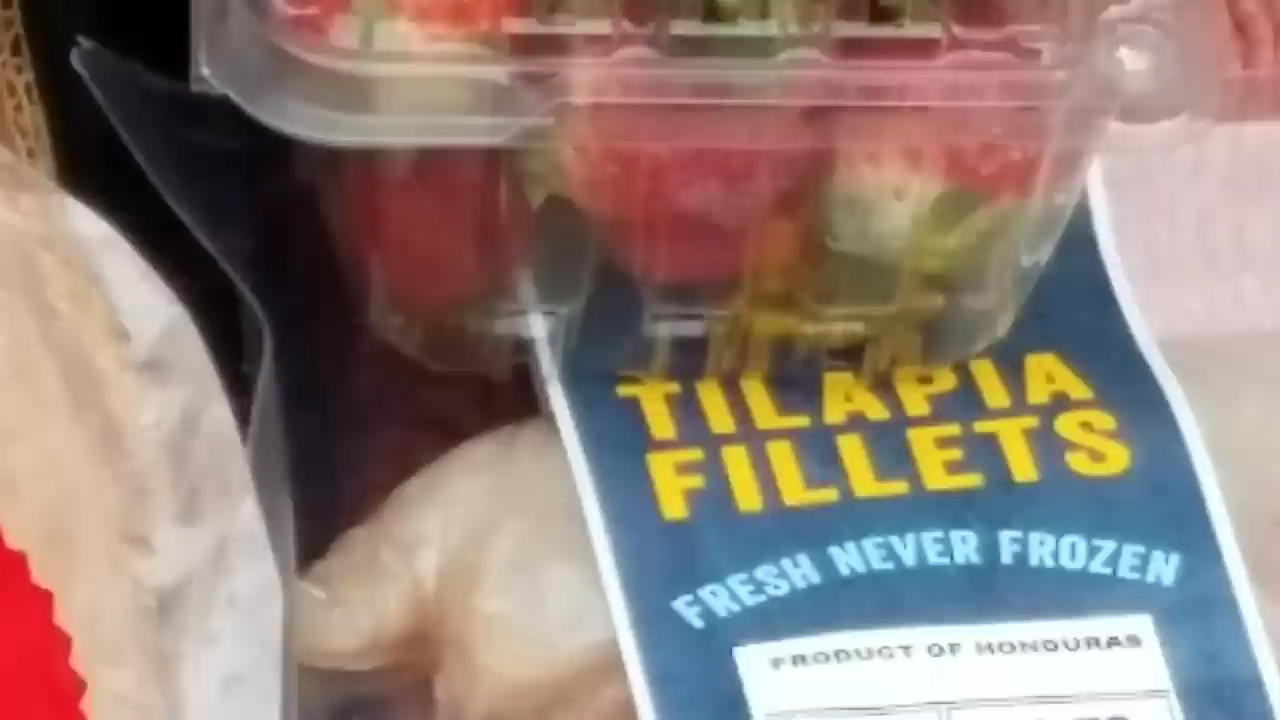 TILAPIA
FILLETS
FRESH NEVER FROZEN
PRODUCT OF HONDURAS